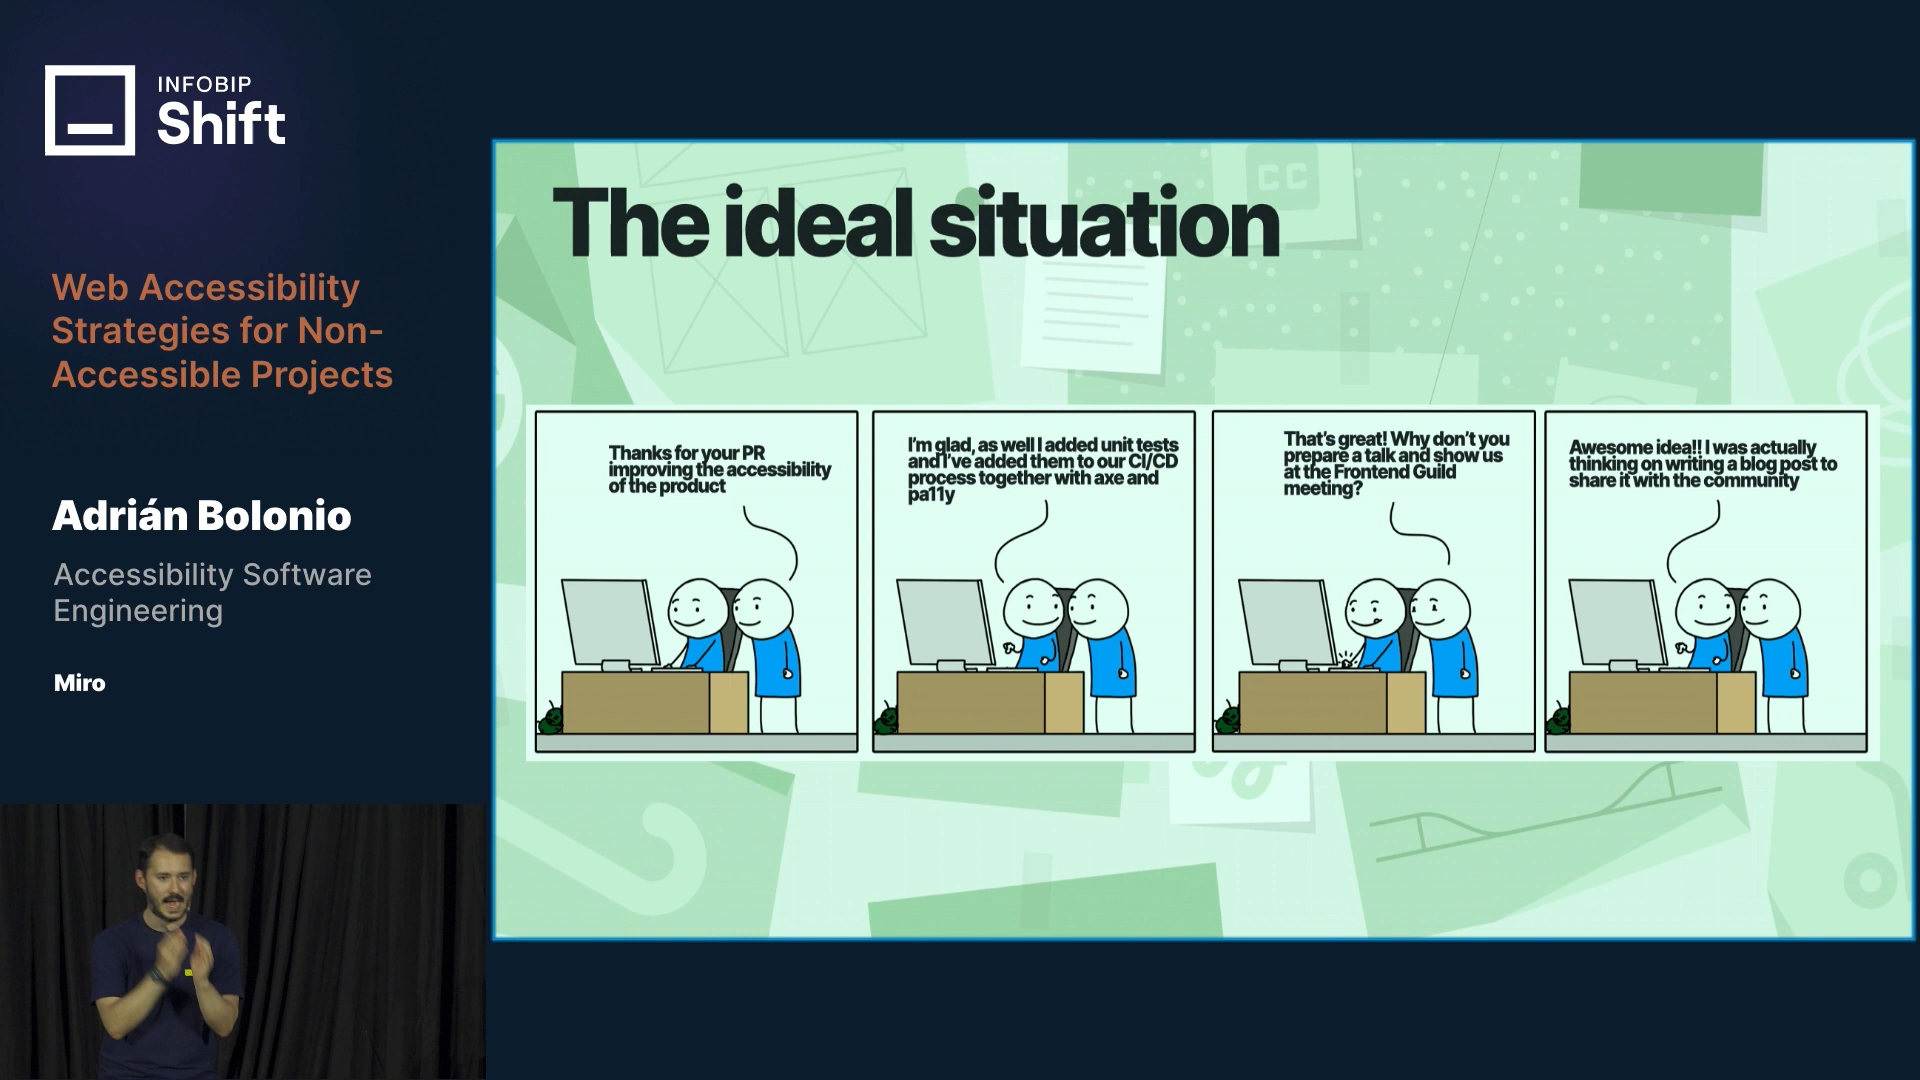 INFOBIP
Shift
Web Accessibility
Strategies for Non-
Accessible Projects
Adrián Bolonio
Accessibility Software
Engineering
Miro
The ideal situation
CC
Thanks for your PR
improving the accessibility
of the product
I'm glad, as well I added unit tests
and I've added them to our CI/CD
process together with axe and
pa11y
That's great! Why don't you
prepare a talk and show us
at the Frontend Guild
meeting?
Awesome idea!! I was actually
thinking on writing a blog post to
share it with the community